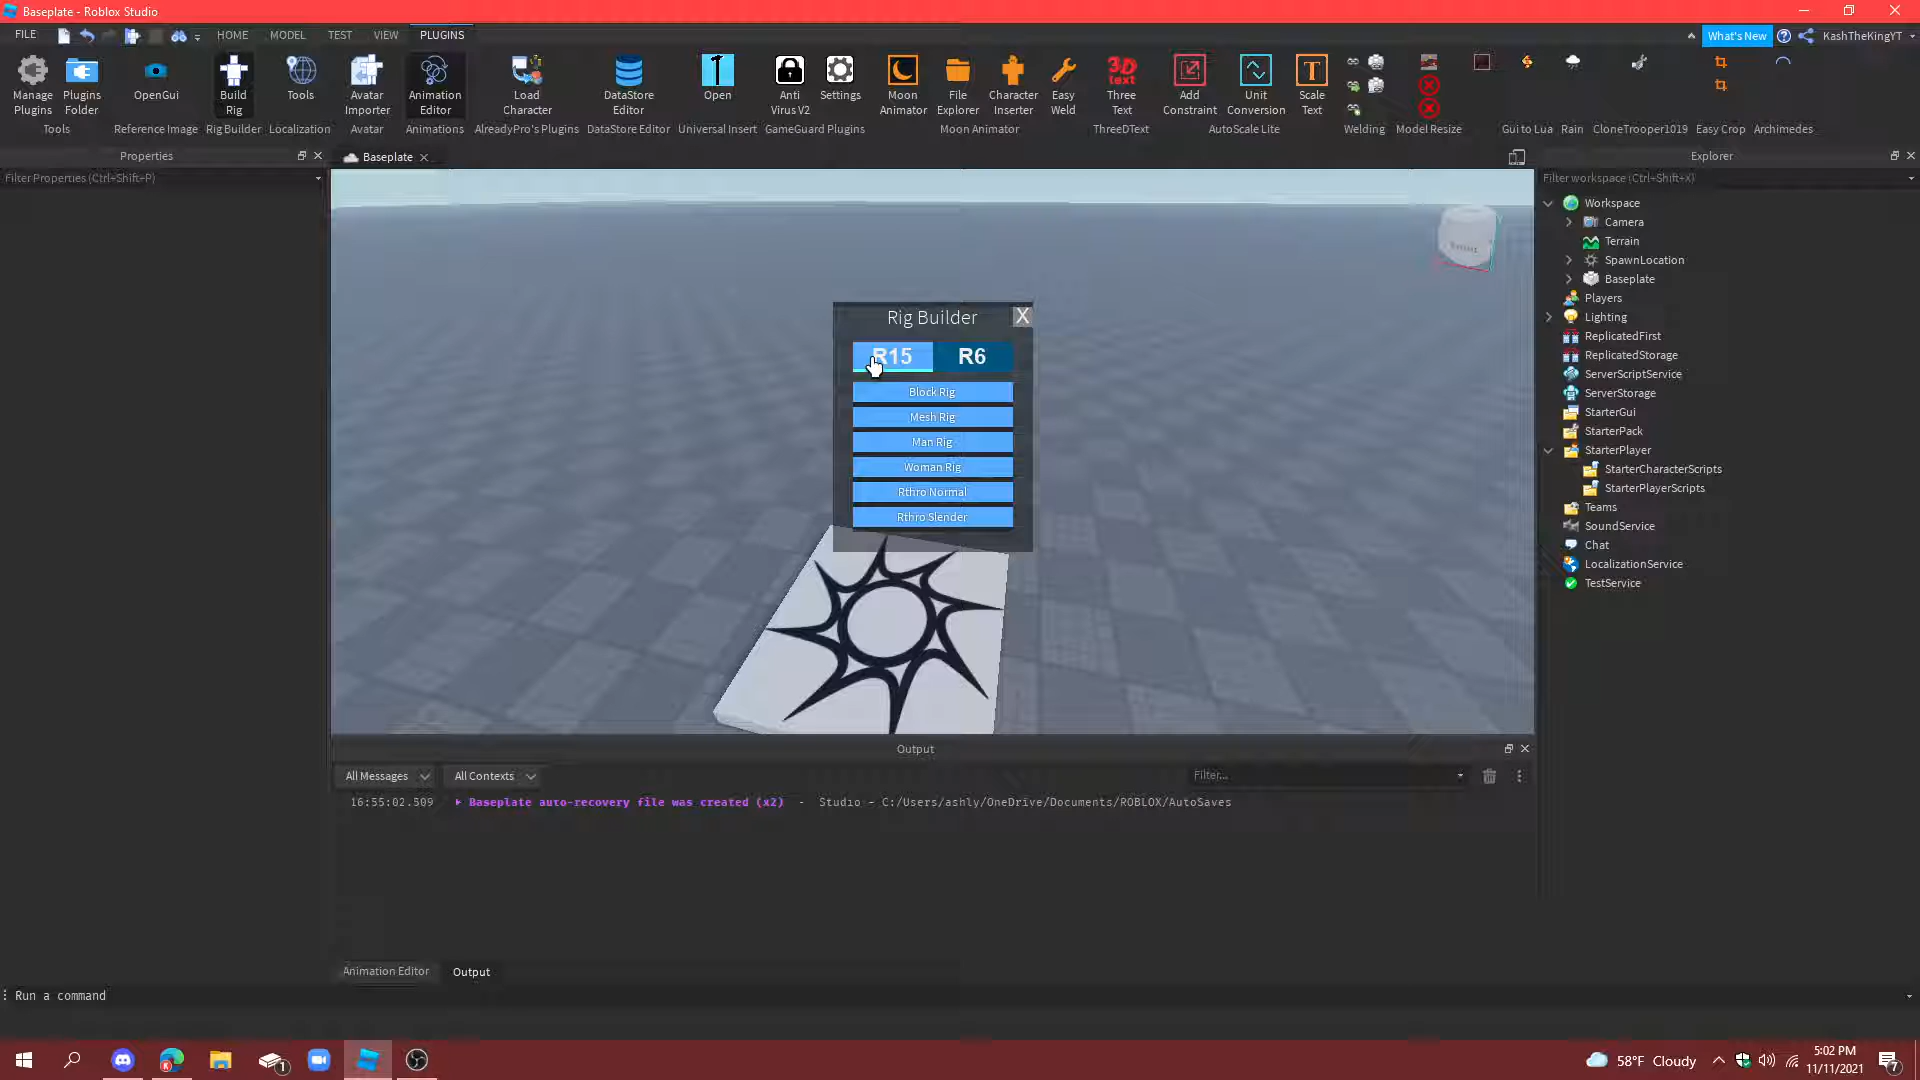 Baseplate - Roblox Studio
FILE HOME MODEL TEST VIEW PLUGINS What's New KashTheKingYT
Manage Plugins
Plugins Folder
OpenGui
Build Rig
Tools
Avatar Importer
Animation Editor
Load Character
DataStore Editor
Open
Anti Virus V2
Settings
Moon Animator
File Explorer
Character Inserter
Easy Weld
3D text
Three Text
Add Constraint
Unit Conversion
Scale Text
Tools Reference Image Rig Builder Localization Avatar Animations AlreadyPro's Plugins DataStore Editor Universal Insert GameGuard Plugins Moon Animator ThreeDText AutoScale Lite Welding Model Resize Gui to Lua Rain CloneTrooper1019 Easy Crop Archimedes
Properties
Filter Properties (Ctrl+Shift+P)
Baseplate
Rig Builder X
R15 R6
Block Rig
Mesh Rig
Man Rig
Woman Rig
Rthro Normal
Rthro Slender
Explorer
Filter workspace (Ctrl+Shift+X)
Workspace
Camera
Terrain
SpawnLocation
Baseplate
Players
Lighting
ReplicatedFirst
ReplicatedStorage
ServerScriptService
ServerStorage
StarterGui
StarterPack
StarterPlayer
StarterCharacterScripts
StarterPlayerScripts
Teams
SoundService
Chat
LocalizationService
TestService
Output
All Messages All Contexts Filter...
16:55:02.509 Baseplate auto-recovery file was created (x2) - Studio - C:/Users/ashly/OneDrive/Documents/ROBLOX/AutoSaves
Animation Editor Output
Run a command
58°F Cloudy
5:02 PM
11/11/2021
1
7